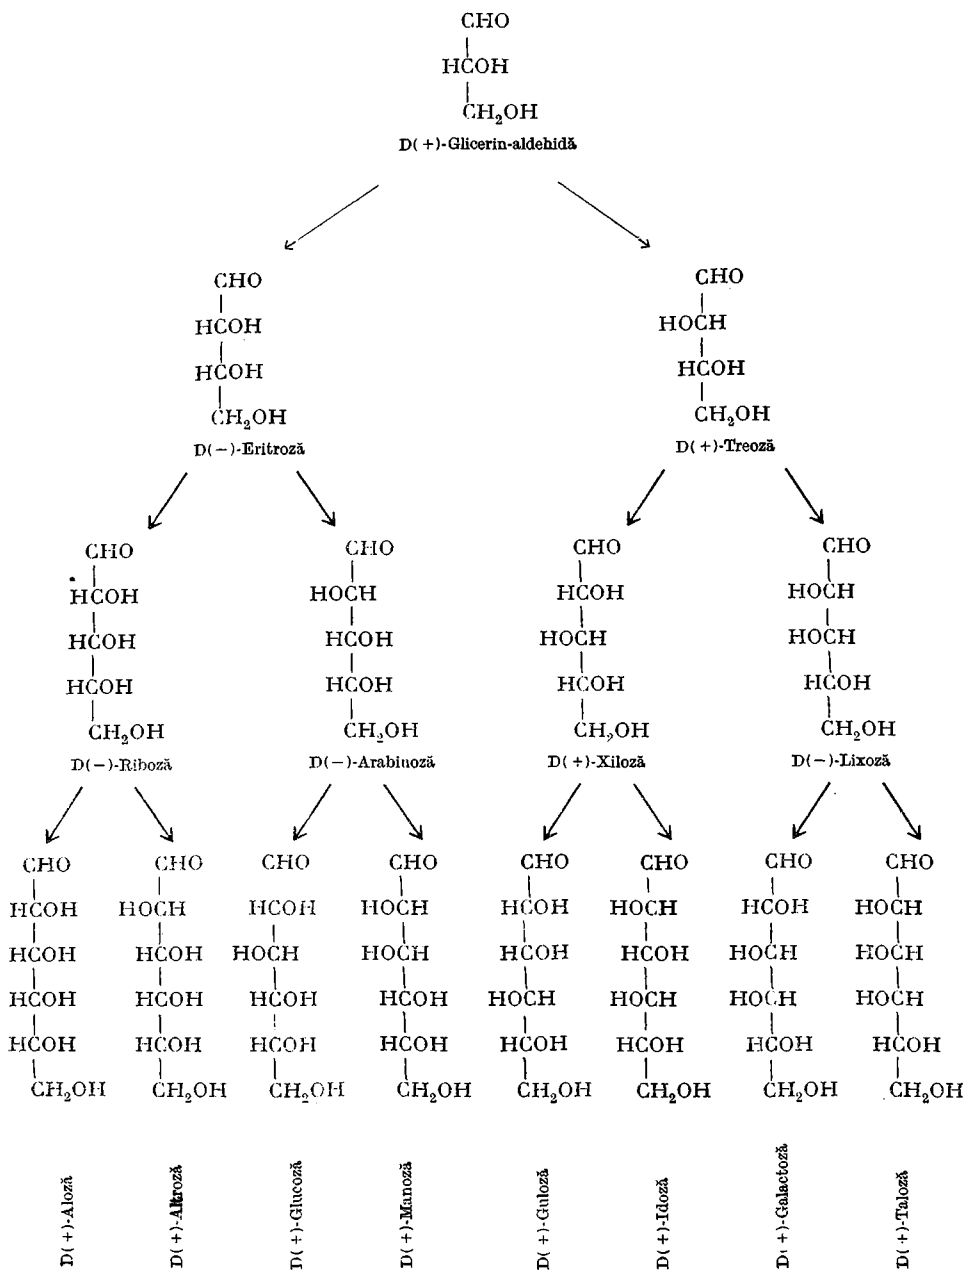 CHO
HCOH
CH₂OH
D(+)-Glicerin-aldehidă
CHO CHO
HCOH HOCH
HCOH HCOH
CH₂OH CH₂OH
D(−)-Eritroză D(+)-Treoză
CHO CHO CHO CHO
HCOH HOCH HCOH HOCH
HCOH HCOH HOCH HOCH
HCOH HCOH HCOH HCOH
CH₂OH CH₂OH CH₂OH CH₂OH
D(−)-Riboză D(−)-Arabinoză D(+)-Xiloză D(−)-Lixoză
CHO CHO CHO CHO CHO CHO CHO CHO
HCOH HOCH HCOH HOCH HCOH HOCH HCOH HOCH
HCOH HCOH HOCH HOCH HCOH HCOH HOCH HOCH
HCOH HCOH HCOH HCOH HOCH HOCH HOCH HOCH
HCOH HCOH HCOH HCOH HCOH HCOH HCOH HCOH
CH₂OH CH₂OH CH₂OH CH₂OH CH₂OH CH₂OH CH₂OH CH₂OH
D(+)-Aloză
D(+)-Altroză
D(+)-Glucoză
D(+)-Manoză
D(+)-Guloză
D(+)-Idoză
D(+)-Galactoză
D(+)-Taloză